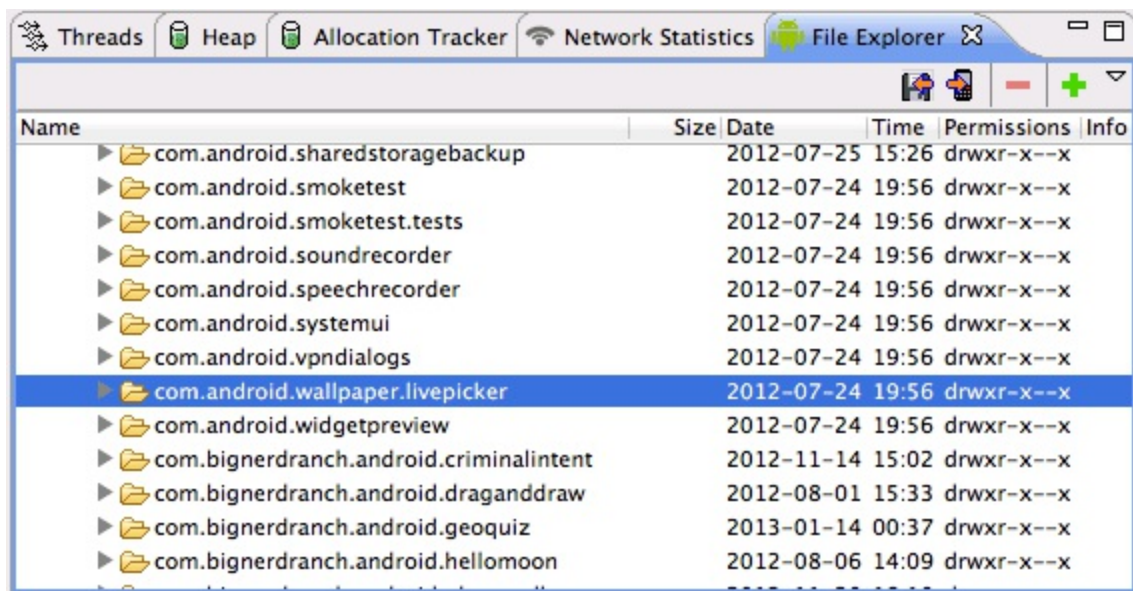 Threads Heap Allocation Tracker Network Statistics File Explorer
Name Size Date Time Permissions Info
com.android.sharedstoragebackup 2012-07-25 15:26 drwxr-x--x
com.android.smoketest 2012-07-24 19:56 drwxr-x--x
com.android.smoketest.tests 2012-07-24 19:56 drwxr-x--x
com.android.soundrecorder 2012-07-24 19:56 drwxr-x--x
com.android.speechrecorder 2012-07-24 19:56 drwxr-x--x
com.android.systemui 2012-07-24 19:56 drwxr-x--x
com.android.vpndialogs 2012-07-24 19:56 drwxr-x--x
com.android.wallpaper.livepicker 2012-07-24 19:56 drwxr-x--x
com.android.widgetpreview 2012-07-24 19:56 drwxr-x--x
com.bignerdranch.android.criminalintent 2012-11-14 15:02 drwxr-x--x
com.bignerdranch.android.draganddraw 2012-08-01 15:33 drwxr-x--x
com.bignerdranch.android.geoquiz 2013-01-14 00:37 drwxr-x--x
com.bignerdranch.android.hellomoon 2012-08-06 14:09 drwxr-x--x